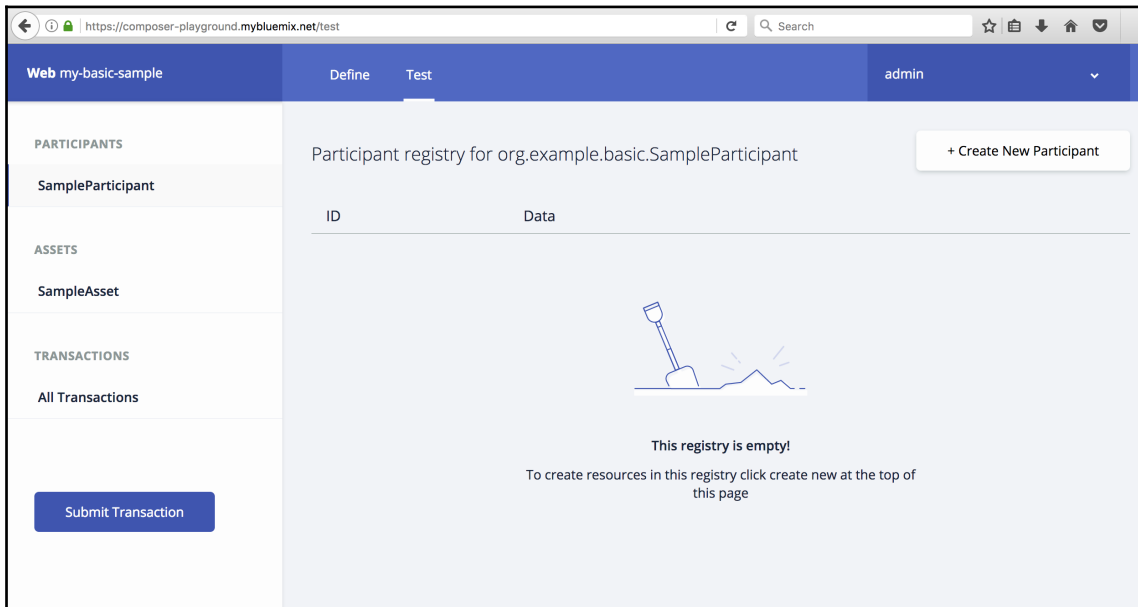 https://composer-playground.mybluemix.net/test
Search
Web my-basic-sample
Define
Test
admin
PARTICIPANTS
SampleParticipant
ASSETS
SampleAsset
TRANSACTIONS
All Transactions
Submit Transaction
Participant registry for org.example.basic.SampleParticipant
+ Create New Participant
ID
Data
This registry is empty!
To create resources in this registry click create new at the top of
this page